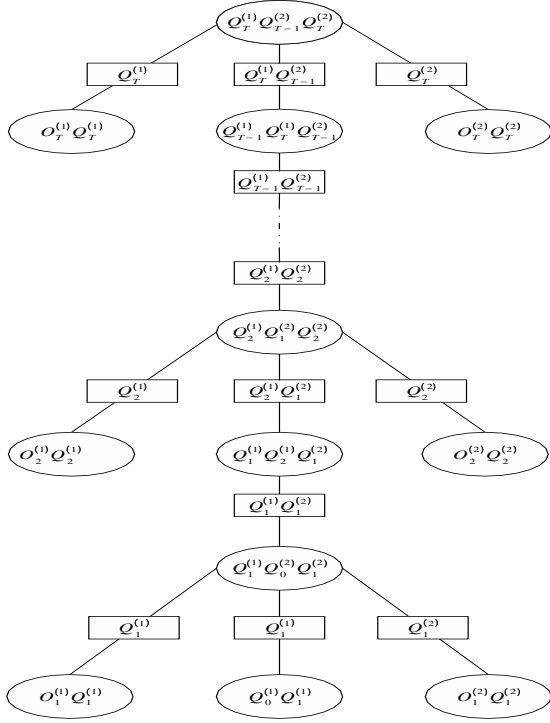 Q_T^{(1)} Q_{T-1}^{(2)} Q_T^{(2)}
Q_T^{(1)} Q_T^{(1)} Q_{T-1}^{(2)} Q_T^{(2)}
O_T^{(1)} Q_T^{(1)} Q_{T-1}^{(1)} Q_T^{(1)} Q_{T-1}^{(2)} O_T^{(2)} Q_T^{(2)}
Q_{T-1}^{(1)} Q_{T-1}^{(2)}
Q_2^{(1)} Q_2^{(2)}
Q_2^{(1)} Q_1^{(2)} Q_2^{(2)}
Q_2^{(1)} Q_2^{(1)} Q_1^{(2)} Q_2^{(2)}
O_2^{(1)} Q_2^{(1)} Q_1^{(1)} Q_2^{(1)} Q_1^{(2)} O_2^{(2)} Q_2^{(2)}
Q_1^{(1)} Q_1^{(2)}
Q_1^{(1)} Q_0^{(2)} Q_1^{(2)}
Q_1^{(1)} Q_1^{(1)} Q_1^{(2)}
O_1^{(1)} Q_1^{(1)} Q_0^{(1)} Q_1^{(1)} O_1^{(2)} Q_1^{(2)}